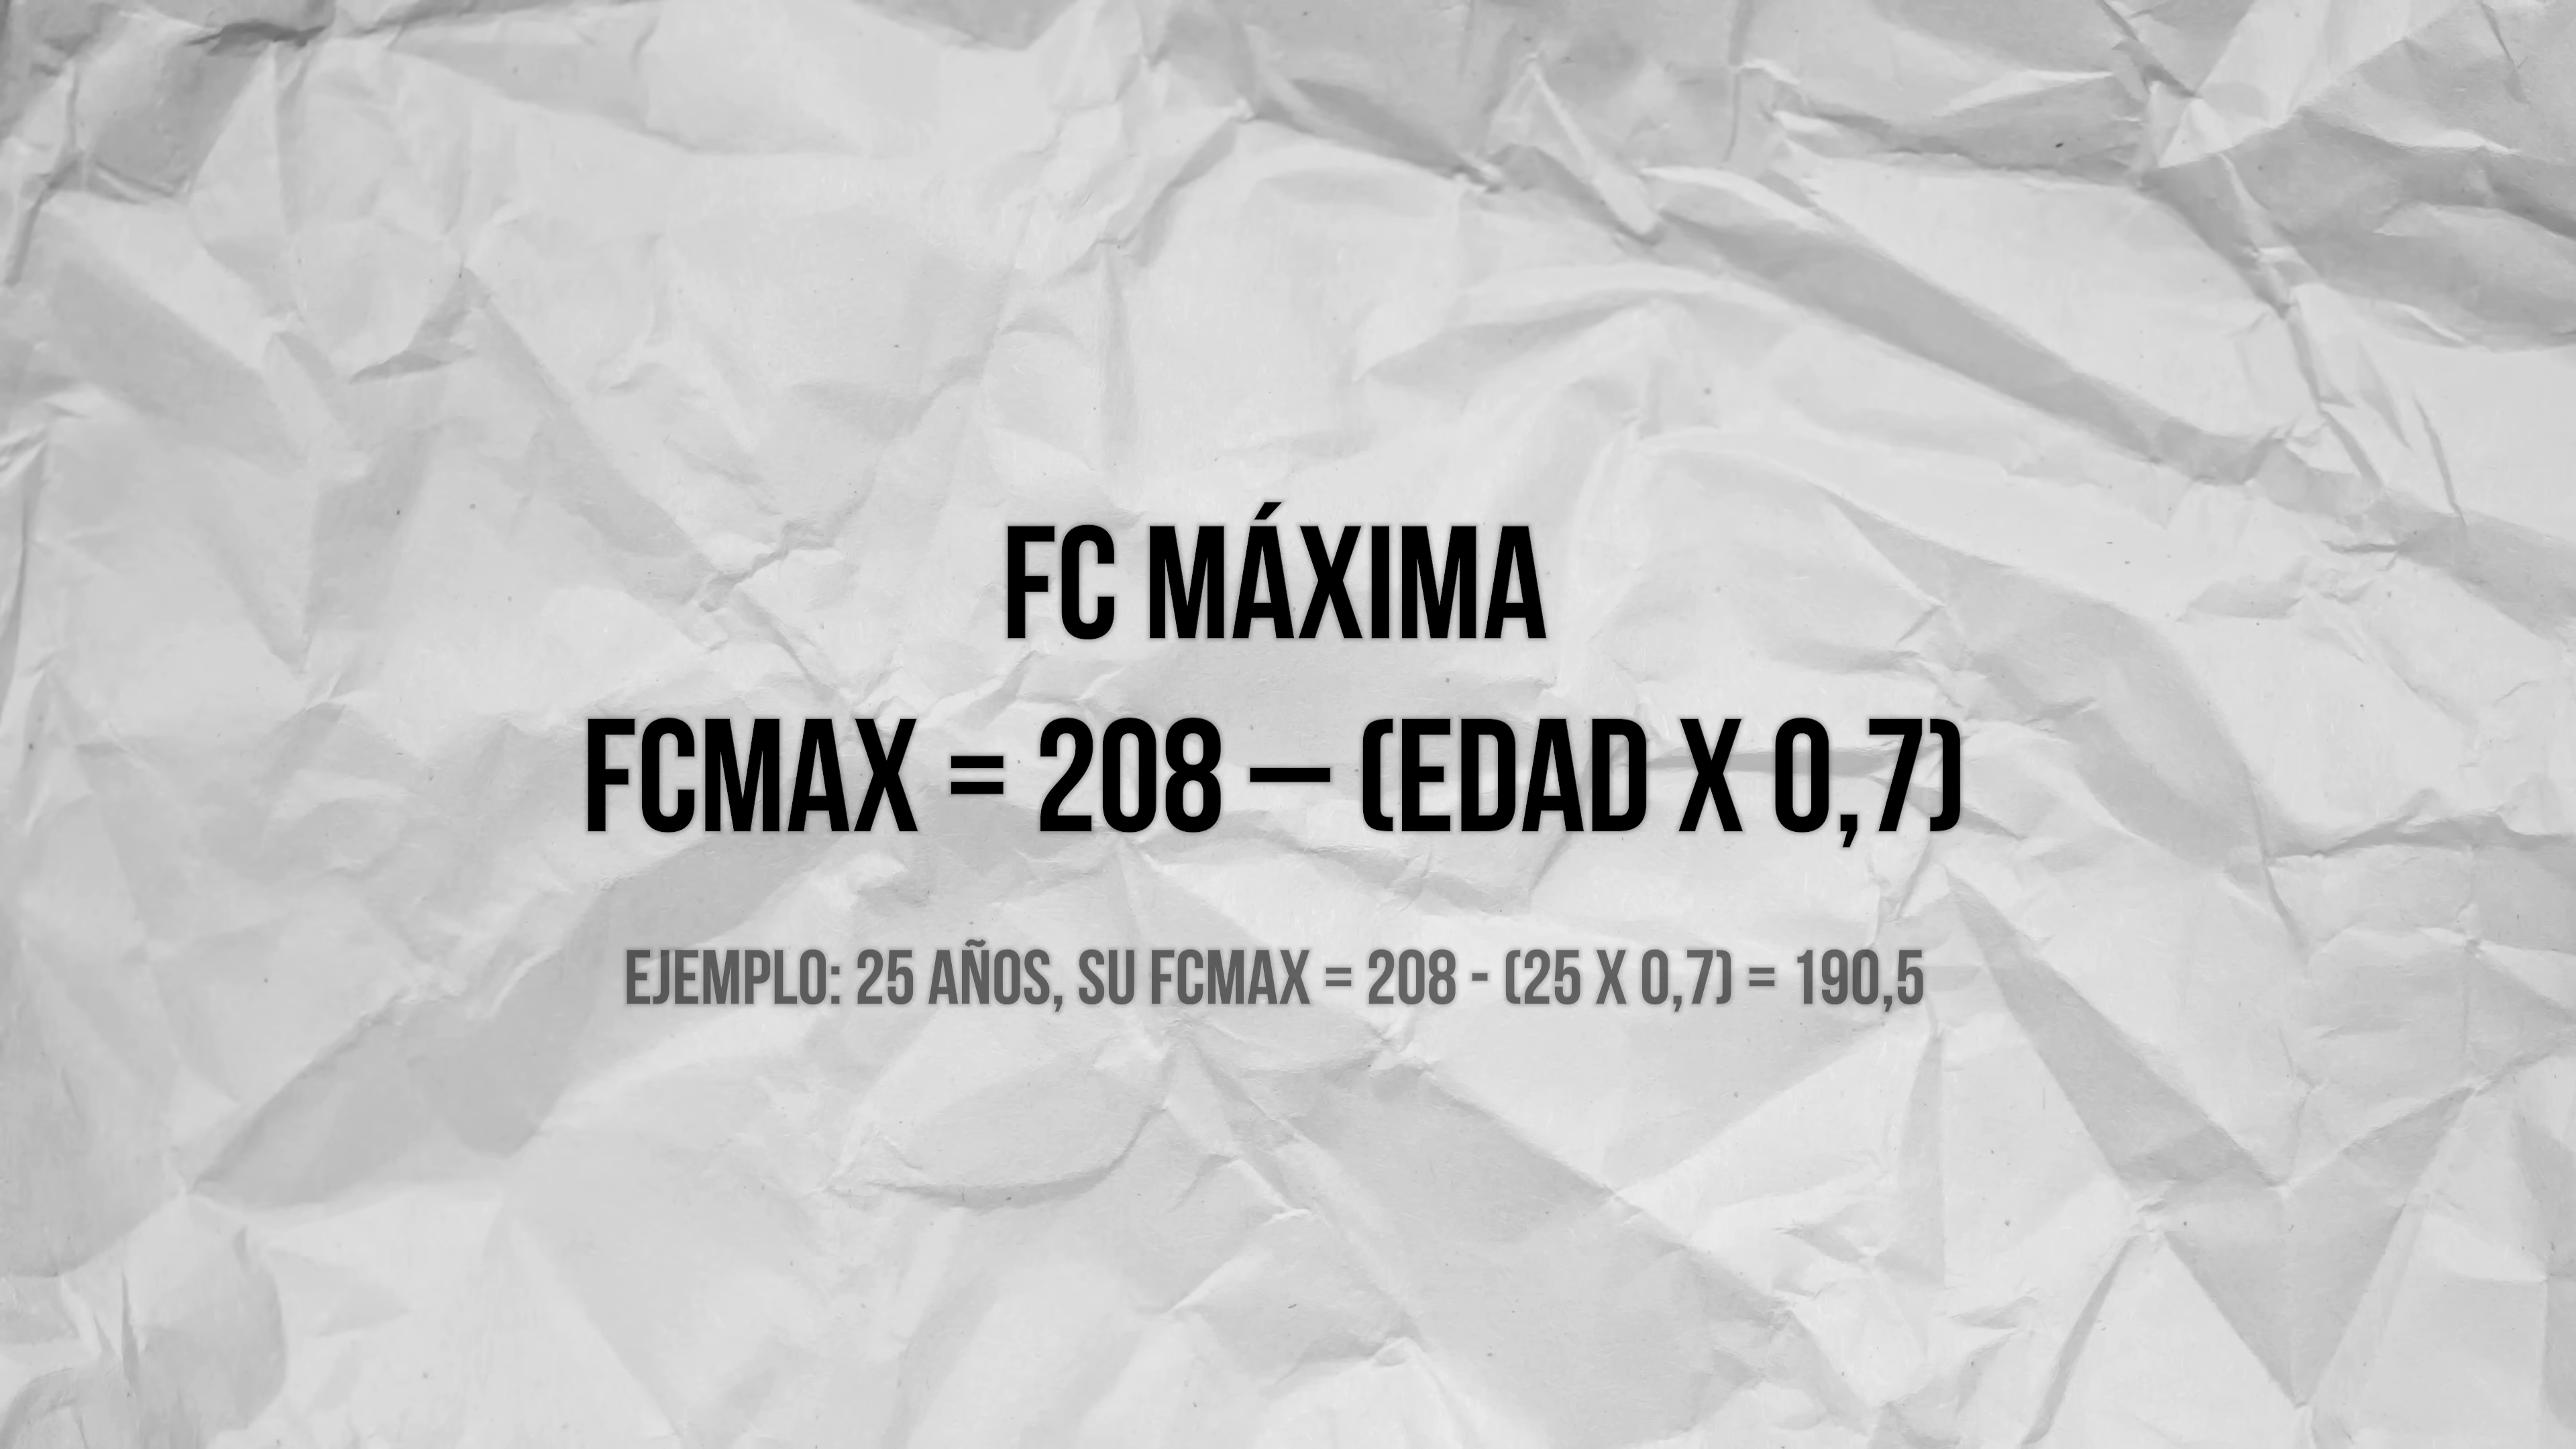 FC MÁXIMA
FCMAX = 208 – (EDAD X 0,7)
EJEMPLO: 25 AÑOS, SU FCMAX = 208 - (25 X 0,7) = 190,5